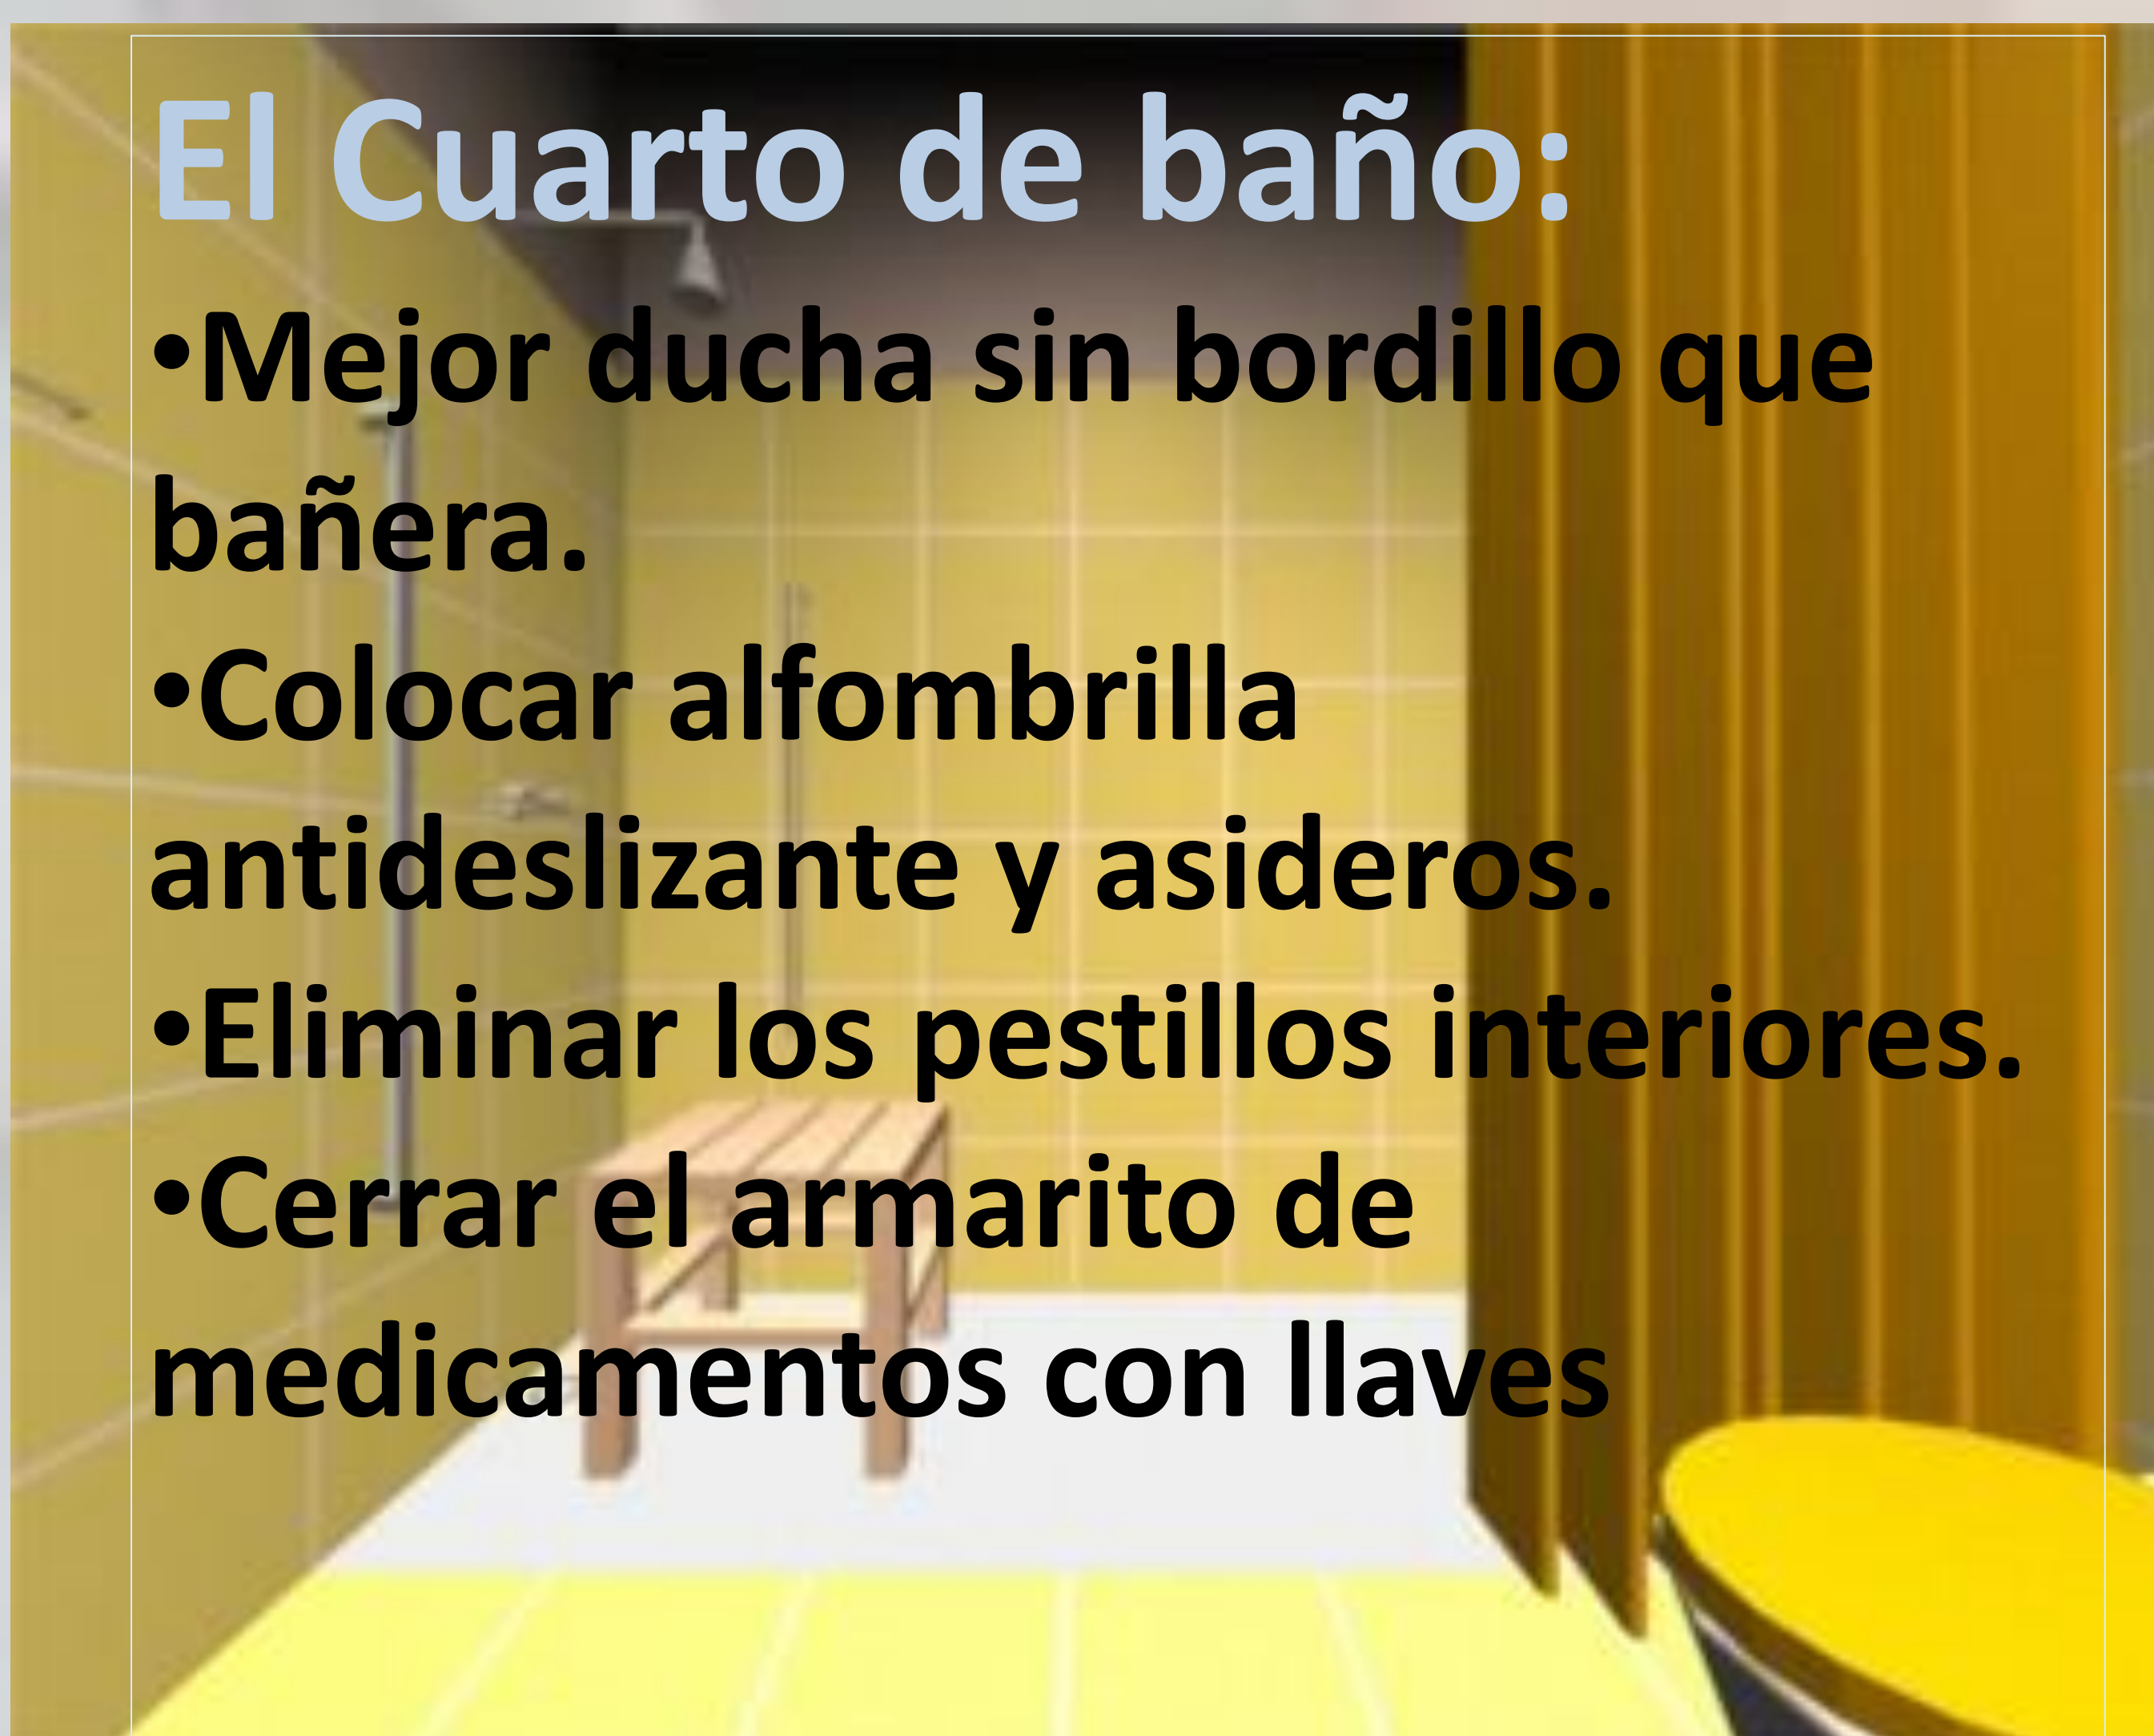 El Cuarto de baño:
•Mejor ducha sin bordillo que
bañera.
•Colocar alfombrilla
antideslizante y asideros.
•Eliminar los pestillos interiores.
•Cerrar el armarito de
medicamentos con llaves